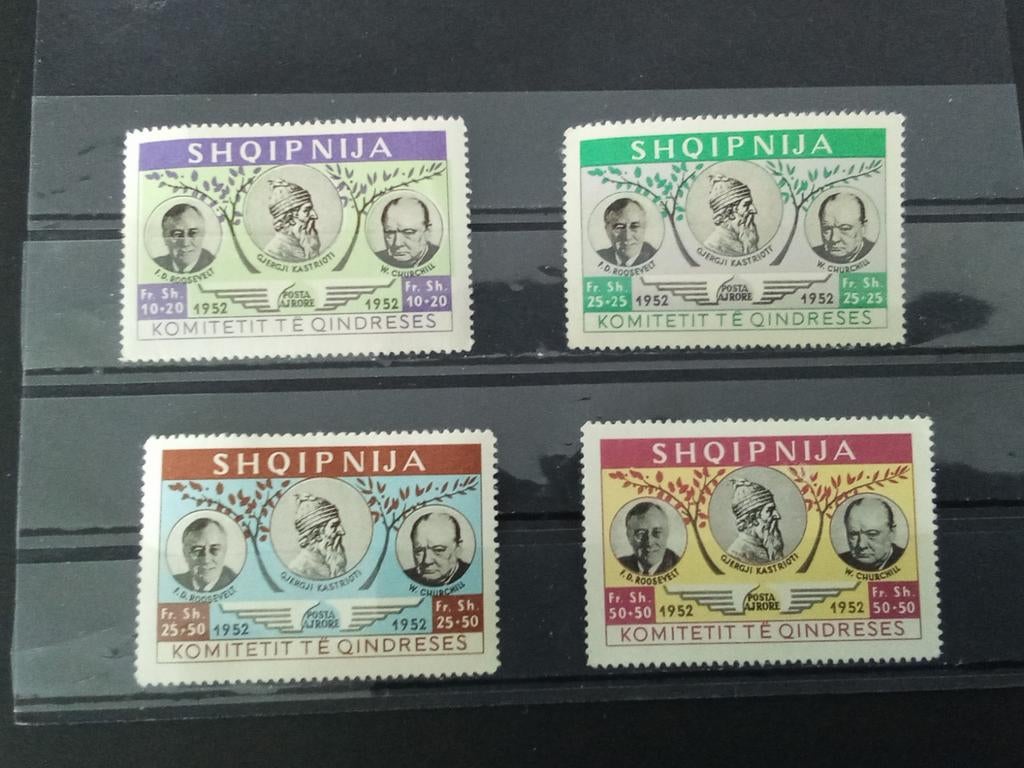 SHQIPNIJA
F. D. ROOSEVELT
GJERGJI KASTRIOTI
W. CHURCHILL
Fr. Sh.
10+20
1952
POSTA
AJRORE
1952
Fr. Sh.
10+20
KOMITETIT TË QINDRESES
SHQIPNIJA
F. D. ROOSEVELT
GJERGJI KASTRIOTI
W. CHURCHILL
Fr. Sh.
25+25
1952
POSTA
AJRORE
1952
Fr. Sh.
25+25
KOMITETIT TË QINDRESES
SHQIPNIJA
F. D. ROOSEVELT
GJERGJI KASTRIOTI
W. CHURCHILL
Fr. Sh.
25+50
1952
POSTA
AJRORE
1952
Fr. Sh.
25+50
KOMITETIT TË QINDRESES
SHQIPNIJA
F. D. ROOSEVELT
GJERGJI KASTRIOTI
W. CHURCHILL
Fr. Sh.
50+50
1952
POSTA
AJRORE
1952
Fr. Sh.
50+50
KOMITETIT TË QINDRESES